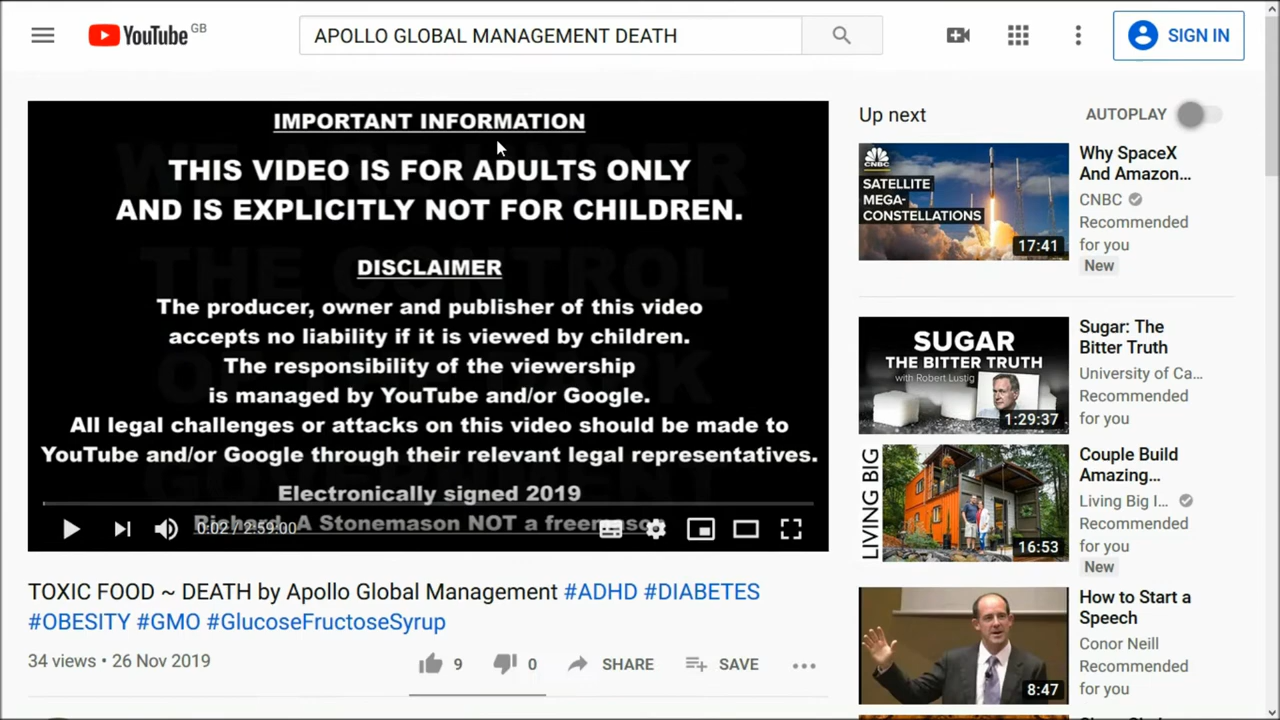 YouTube GB
APOLLO GLOBAL MANAGEMENT DEATH
SIGN IN
IMPORTANT INFORMATION
THIS VIDEO IS FOR ADULTS ONLY
AND IS EXPLICITLY NOT FOR CHILDREN.
DISCLAIMER
The producer, owner and publisher of this video
accepts no liability if it is viewed by children.
The responsibility of the viewership
is managed by YouTube and/or Google.
All legal challenges or attacks on this video should be made to
YouTube and/or Google through their relevant legal representatives.
Electronically signed 2019
A Stonemason NOT a
0:02 / 2:59:00
TOXIC FOOD ~ DEATH by Apollo Global Management #ADHD #DIABETES
#OBESITY #GMO #GlucoseFructoseSyrup
34 views • 26 Nov 2019
9
0
SHARE
SAVE
Up next
AUTOPLAY
CNBC
SATELLITE
MEGA-
CONSTELLATIONS
17:41
Why SpaceX
And Amazon...
CNBC
Recommended
for you
New
SUGAR
THE BITTER TRUTH
with Robert Lustig
1:29:37
Sugar: The
Bitter Truth
University of Ca...
Recommended
for you
LIVING BIG
16:53
Couple Build
Amazing...
Living Big I...
Recommended
for you
New
8:47
How to Start a
Speech
Conor Neill
Recommended
for you